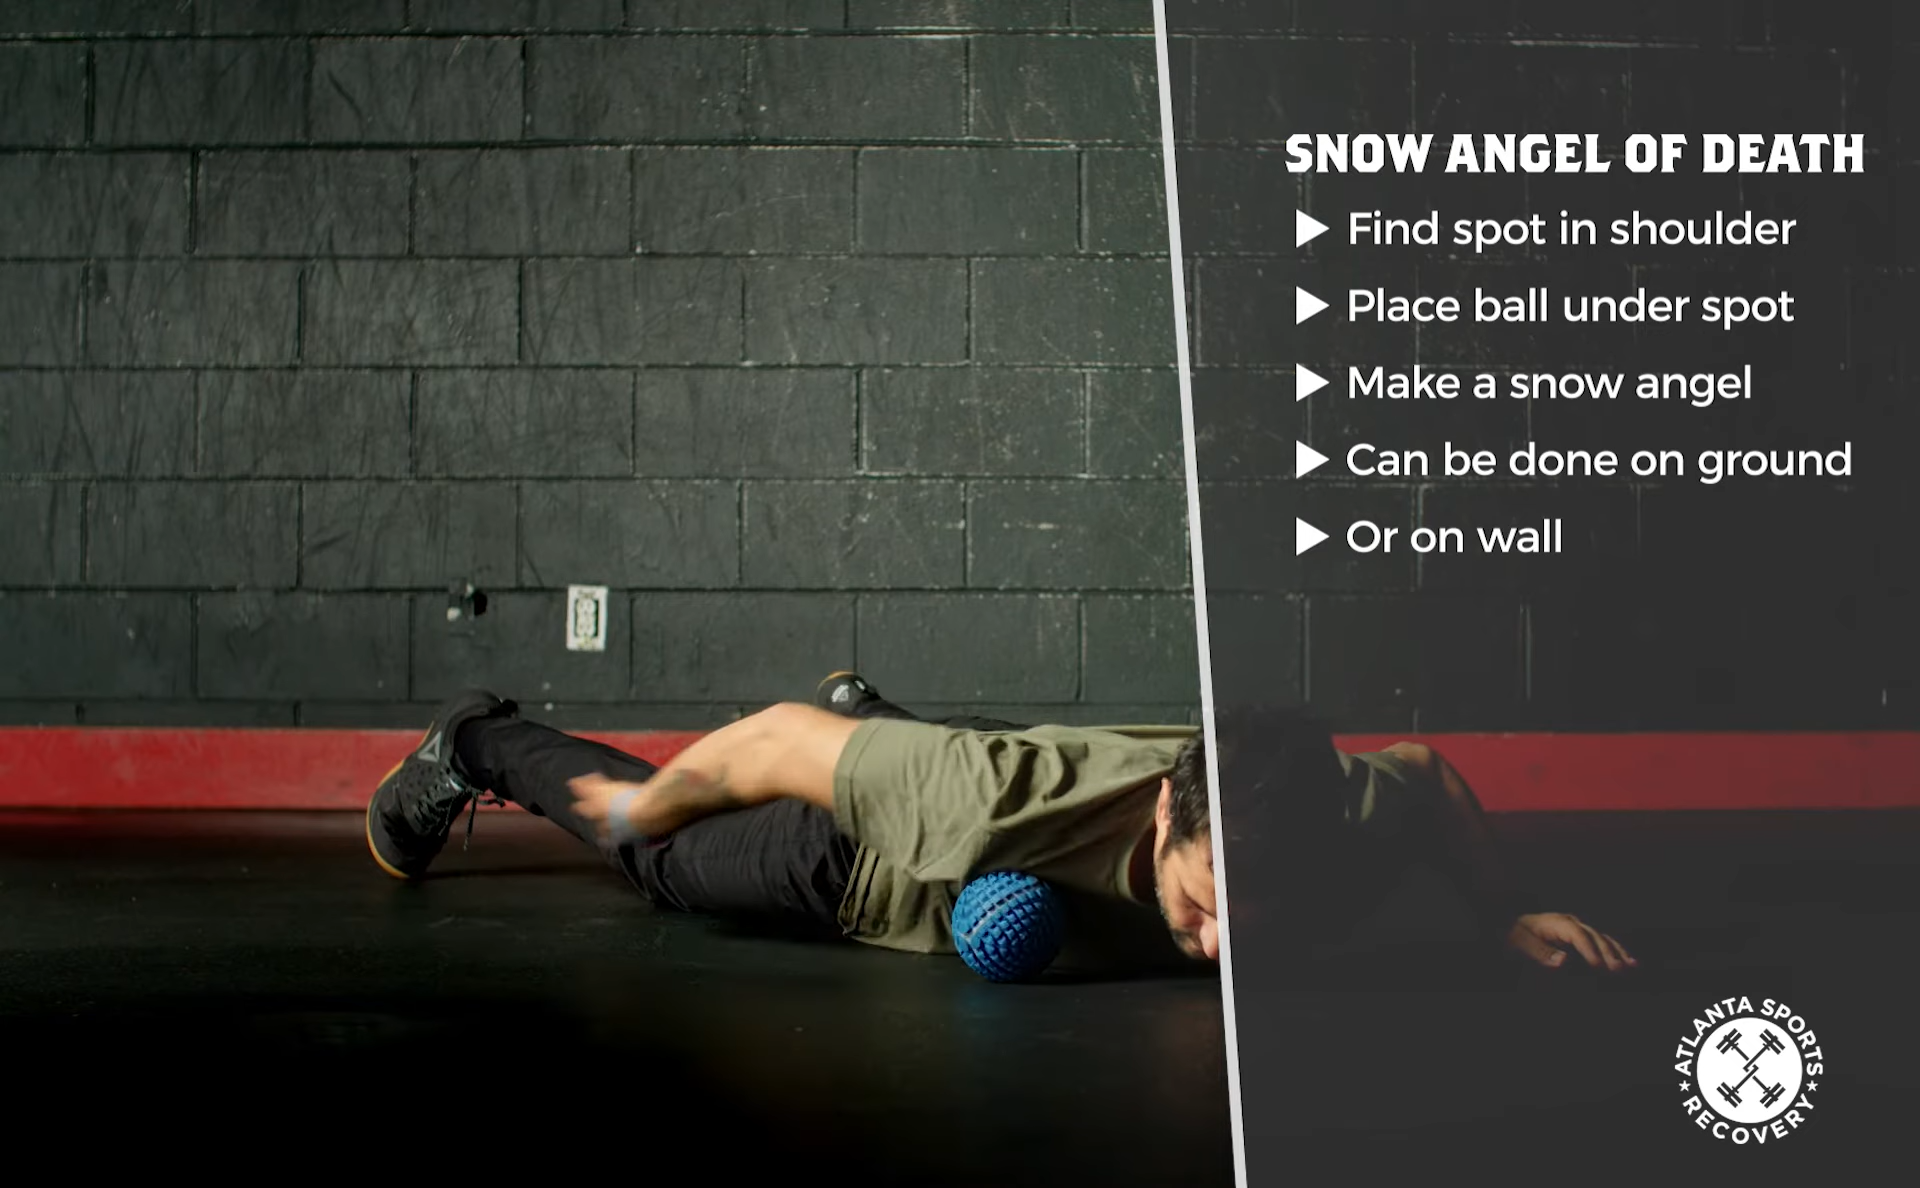 SNOW ANGEL OF DEATH
Find spot in shoulder
Place ball under spot
Make a snow angel
Can be done on ground
Or on wall
ATLANTA SPORTS
RECOVERY